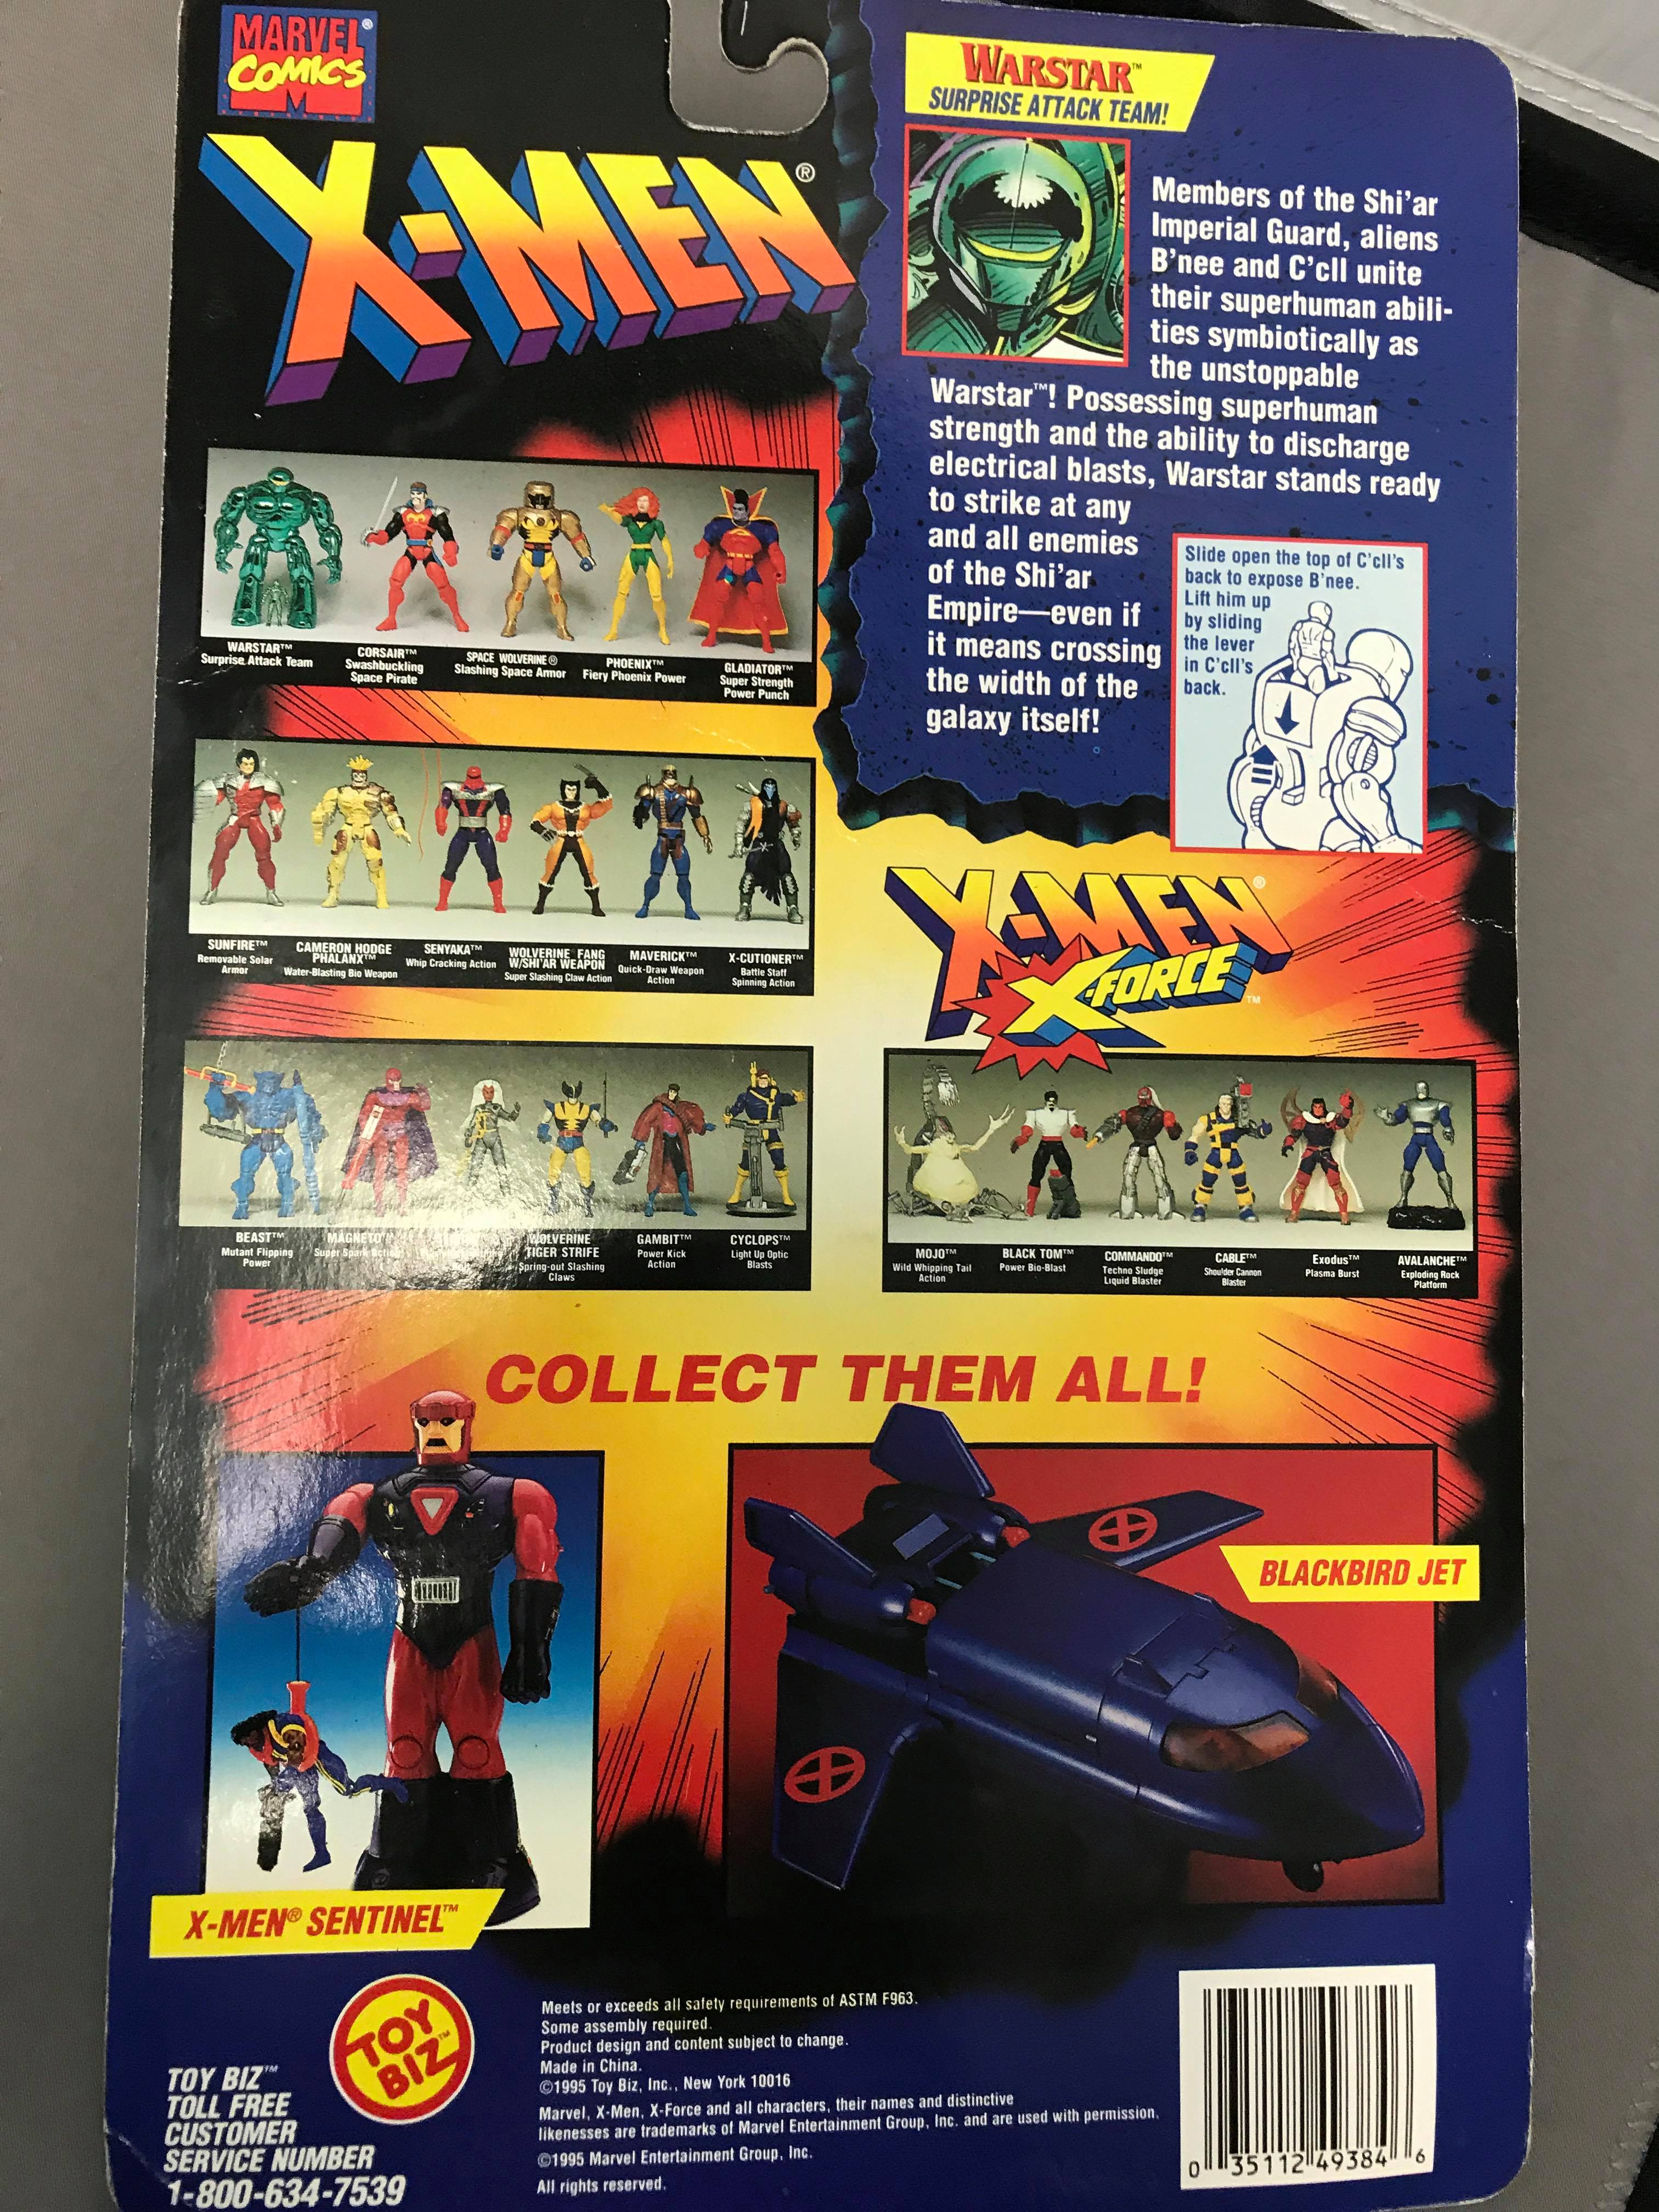 MARVEL®
COMICS
M
X-MEN®
WARSTAR™
SURPRISE ATTACK TEAM!
Members of the Shi'ar
Imperial Guard, aliens
B'nee and C'cll unite
their superhuman abili-
ties symbiotically as
the unstoppable
Warstar™! Possessing superhuman
strength and the ability to discharge
electrical blasts, Warstar stands ready
to strike at any
and all enemies
of the Shi'ar
Empire—even if
it means crossing
the width of the
galaxy itself!
Slide open the top of C'cll's
back to expose B'nee.
Lift him up
by sliding
the lever
in C'cll's
back.
WARSTAR™
Surprise Attack Team
CORSAIR™
Swashbuckling
Space Pirate
SPACE WOLVERINE®
Slashing Space Armor
PHOENIX™
Fiery Phoenix Power
GLADIATOR™
Super Strength
Power Punch
SUNFIRE™
Removable Solar
Armor
CAMERON HODGE
PHALANX™
Water-Blasting Bio Weapon
SENYAKA™
Whip Cracking Action
WOLVERINE FANG
W/SHI'AR WEAPON
Super Slashing Claw Action
MAVERICK™
Quick-Draw Weapon
Action
X-CUTIONER™
Battle Staff
Spinning Action
BEAST™
Mutant Flipping
Power
MAGNETO™
Super Spark Action
WOLVERINE
TIGER STRIFE
Spring-out Slashing
Claws
GAMBIT™
Power Kick
Action
CYCLOPS™
Light Up Optic
Blasts
X-MEN®
X-FORCE™
MOJO™
Wild Whipping Tail
Action
BLACK TOM™
Power Bio-Blast
COMMANDO™
Techno Sludge
Liquid Blaster
CABLE™
Shoulder Cannon
Blaster
Exodus™
Plasma Burst
AVALANCHE™
Exploding Rock
Platform
COLLECT THEM ALL!
BLACKBIRD JET
X-MEN® SENTINEL™
TOY
BIZ™
TOY BIZ™
TOLL FREE
CUSTOMER
SERVICE NUMBER
1-800-634-7539
Meets or exceeds all safety requirements of ASTM F963.
Some assembly required.
Product design and content subject to change.
Made in China.
©1995 Toy Biz, Inc., New York 10016
Marvel, X-Men, X-Force and all characters, their names and distinctive
likenesses are trademarks of Marvel Entertainment Group, Inc. and are used with permission.
©1995 Marvel Entertainment Group, Inc.
All rights reserved.
0 35112 49384 6